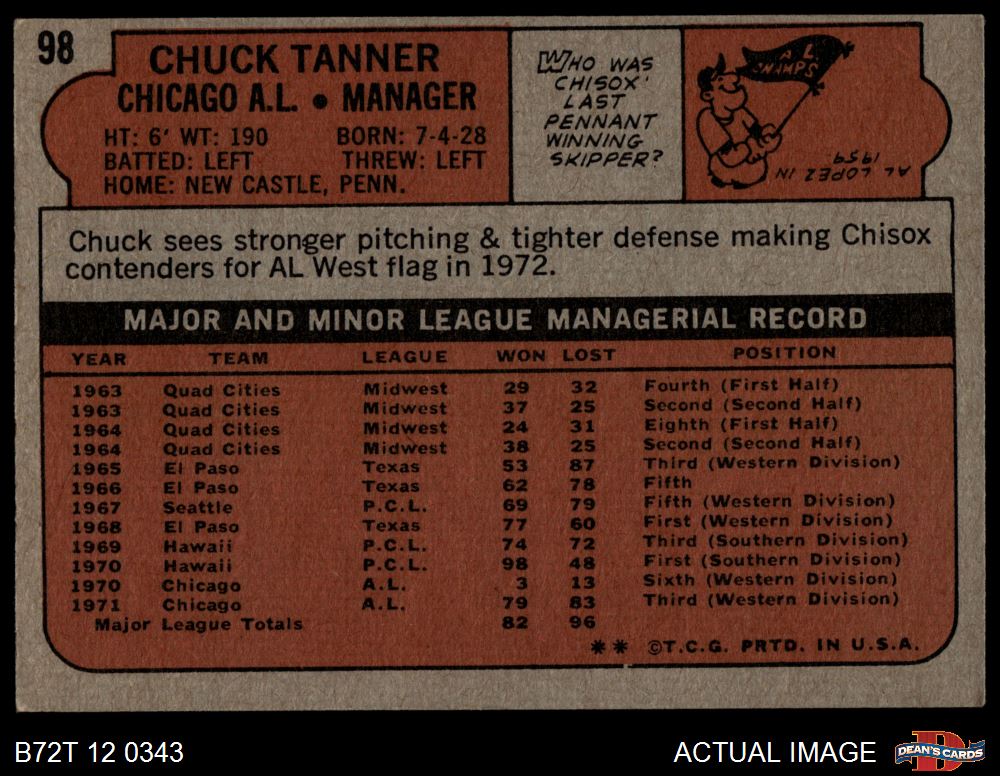 98
CHUCK TANNER
CHICAGO A.L. • MANAGER
HT: 6' WT: 190 BORN: 7-4-28
BATTED: LEFT THREW: LEFT
HOME: NEW CASTLE, PENN.
WHO WAS
CHISOX'
LAST
PENNANT
WINNING
SKIPPER?
A L
CHAMPS
AL LOPEZ IN
1959.
Chuck sees stronger pitching & tighter defense making Chisox
contenders for AL West flag in 1972.
MAJOR AND MINOR LEAGUE MANAGERIAL RECORD
YEAR TEAM LEAGUE WON LOST POSITION
1963 Quad Cities Midwest 29 32 Fourth (First Half)
1963 Quad Cities Midwest 37 25 Second (Second Half)
1964 Quad Cities Midwest 24 31 Eighth (First Half)
1964 Quad Cities Midwest 38 25 Second (Second Half)
1965 El Paso Texas 53 87 Third (Western Division)
1966 El Paso Texas 62 78 Fifth
1967 Seattle P.C.L. 69 79 Fifth (Western Division)
1968 El Paso Texas 77 60 First (Western Division)
1969 Hawaii P.C.L. 74 72 Third (Southern Division)
1970 Hawaii P.C.L. 98 48 First (Southern Division)
1970 Chicago A.L. 3 13 Sixth (Western Division)
1971 Chicago A.L. 79 83 Third (Western Division)
Major League Totals 82 96
** ©T.C.G. PRTD. IN U.S.A.
B72T 12 0343 ACTUAL IMAGE
DEAN'S CARDS